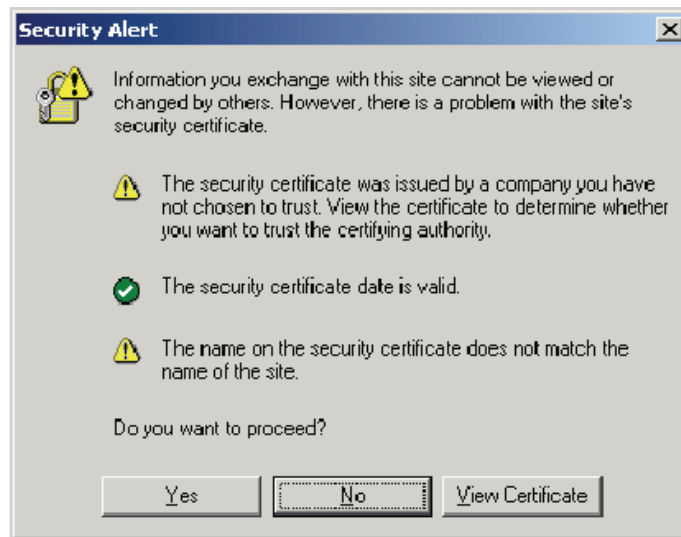 Security Alert
Information you exchange with this site cannot be viewed or
changed by others. However, there is a problem with the site's
security certificate.
The security certificate was issued by a company you have
not chosen to trust. View the certificate to determine whether
you want to trust the certifying authority.
The security certificate date is valid.
The name on the security certificate does not match the
name of the site.
Do you want to proceed?
Yes
No
View Certificate